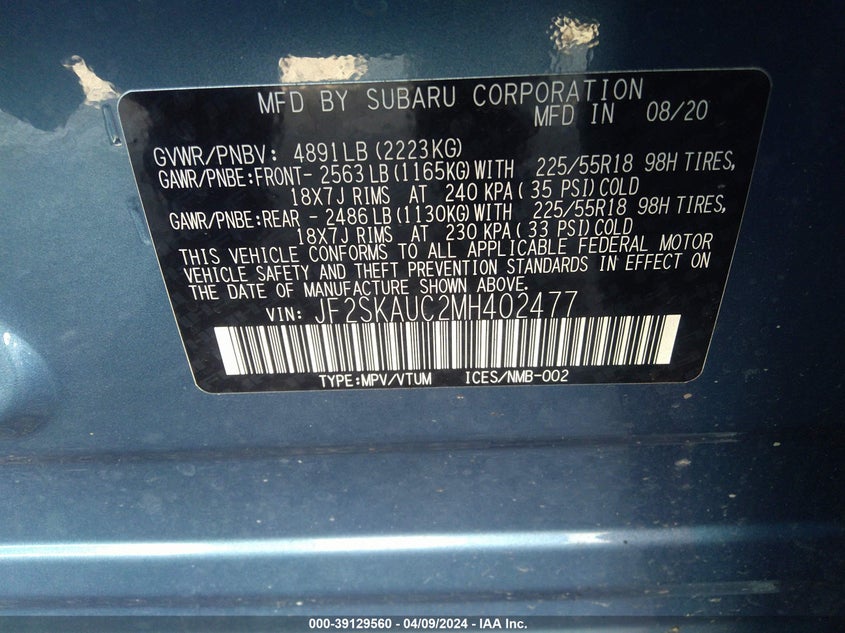 MFD BY SUBARU CORPORATION
MFD IN 08/20
GVWR/PNBV: 4891LB (2223KG)
GAWR/PNBE:FRONT- 2563 LB (1165KG) WITH 225/55R18 98H TIRES,
18X7J RIMS AT 240 KPA ( 35 PSI) COLD
GAWR/PNBE:REAR - 2486 LB (1130KG) WITH 225/55R18 98H TIRES,
18X7J RIMS AT 230 KPA ( 33 PSI) COLD
THIS VEHICLE CONFORMS TO ALL APPLICABLE FEDERAL MOTOR
VEHICLE SAFETY AND THEFT PREVENTION STANDARDS IN EFFECT ON
THE DATE OF MANUFACTURE SHOWN ABOVE.
VIN: JF2SKAUC2MH402477
TYPE:MPV/VTUM ICES/NMB-002
000-39129560 - 04/09/2024 - IAA Inc.